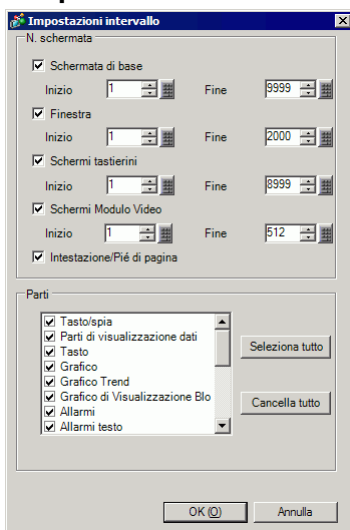 Impostazioni intervallo
N. schermata
Schermata di base
Inizio 1 Fine 9999
Finestra
Inizio 1 Fine 2000
Schermi tastierini
Inizio 1 Fine 8999
Schermi Modulo Video
Inizio 1 Fine 512
Intestazione/Pié di pagina
Parti
Tasto/spia
Parti di visualizzazione dati
Tasto
Grafico
Grafico Trend
Grafico di Visualizzazione Blo
Allarmi
Allarmi testo
Seleziona tutto
Cancella tutto
OK (O) Annulla